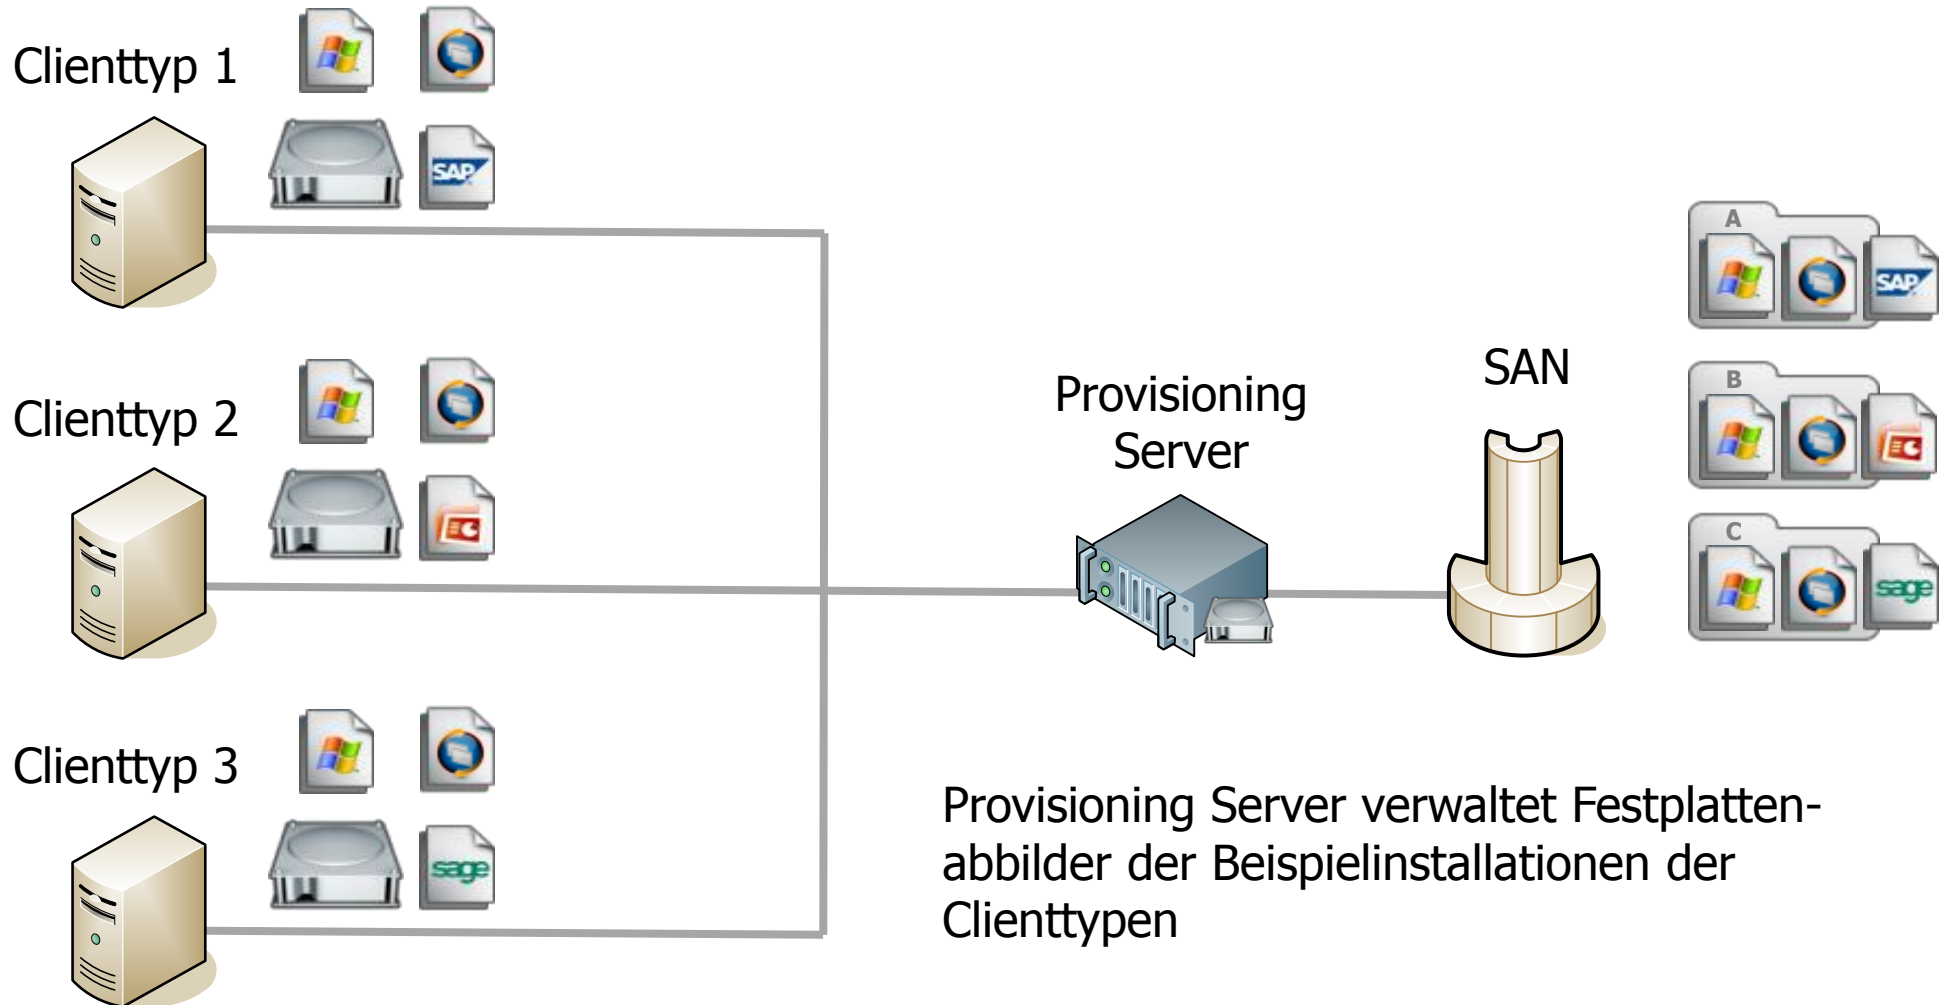 Clienttyp 1
SAP
Clienttyp 2
Clienttyp 3
sage
Provisioning
Server
SAN
A
SAP
B
C
sage
Provisioning Server verwaltet Festplatten-
abbilder der Beispielinstallationen der
Clienttypen